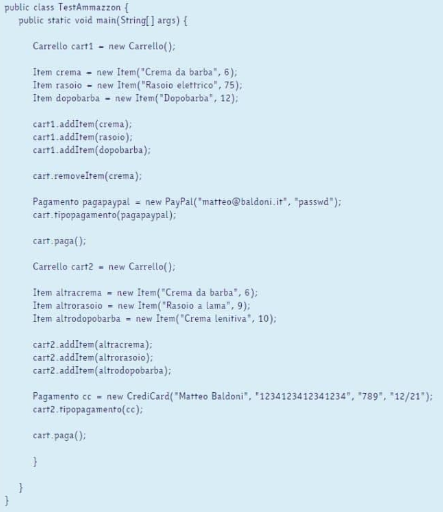 public class TestAmmazzon {
public static void main(String[] args) {
Carrello cart1 = new Carrello();
Item crema = new Item("Crema da barba", 6);
Item rasoio = new Item("Rasoio elettrico", 75);
Item dopobarba = new Item("Dopobarba", 12);
cart1.addItem(crema);
cart1.addItem(rasoio);
cart1.addItem(dopobarba);
cart.removeItem(crema);
Pagamento pagapaypal = new PayPal("matteo@baldoni.it", "passwd");
cart.tipopagamento(pagapaypal);
cart.paga();
Carrello cart2 = new Carrello();
Item altracrema = new Item("Crema da barba", 6);
Item altrorasoio = new Item("Rasoio a lama", 9);
Item altrodopobarba = new Item("Crema lenitiva", 10);
cart2.addItem(altracrema);
cart2.addItem(altrorasoio);
cart2.addItem(altrodopobarba);
Pagamento cc = new CrediCard("Matteo Baldoni", "1234123412341234", "789", "12/21");
cart2.tipopagamento(cc);
cart.paga();
}
}
}